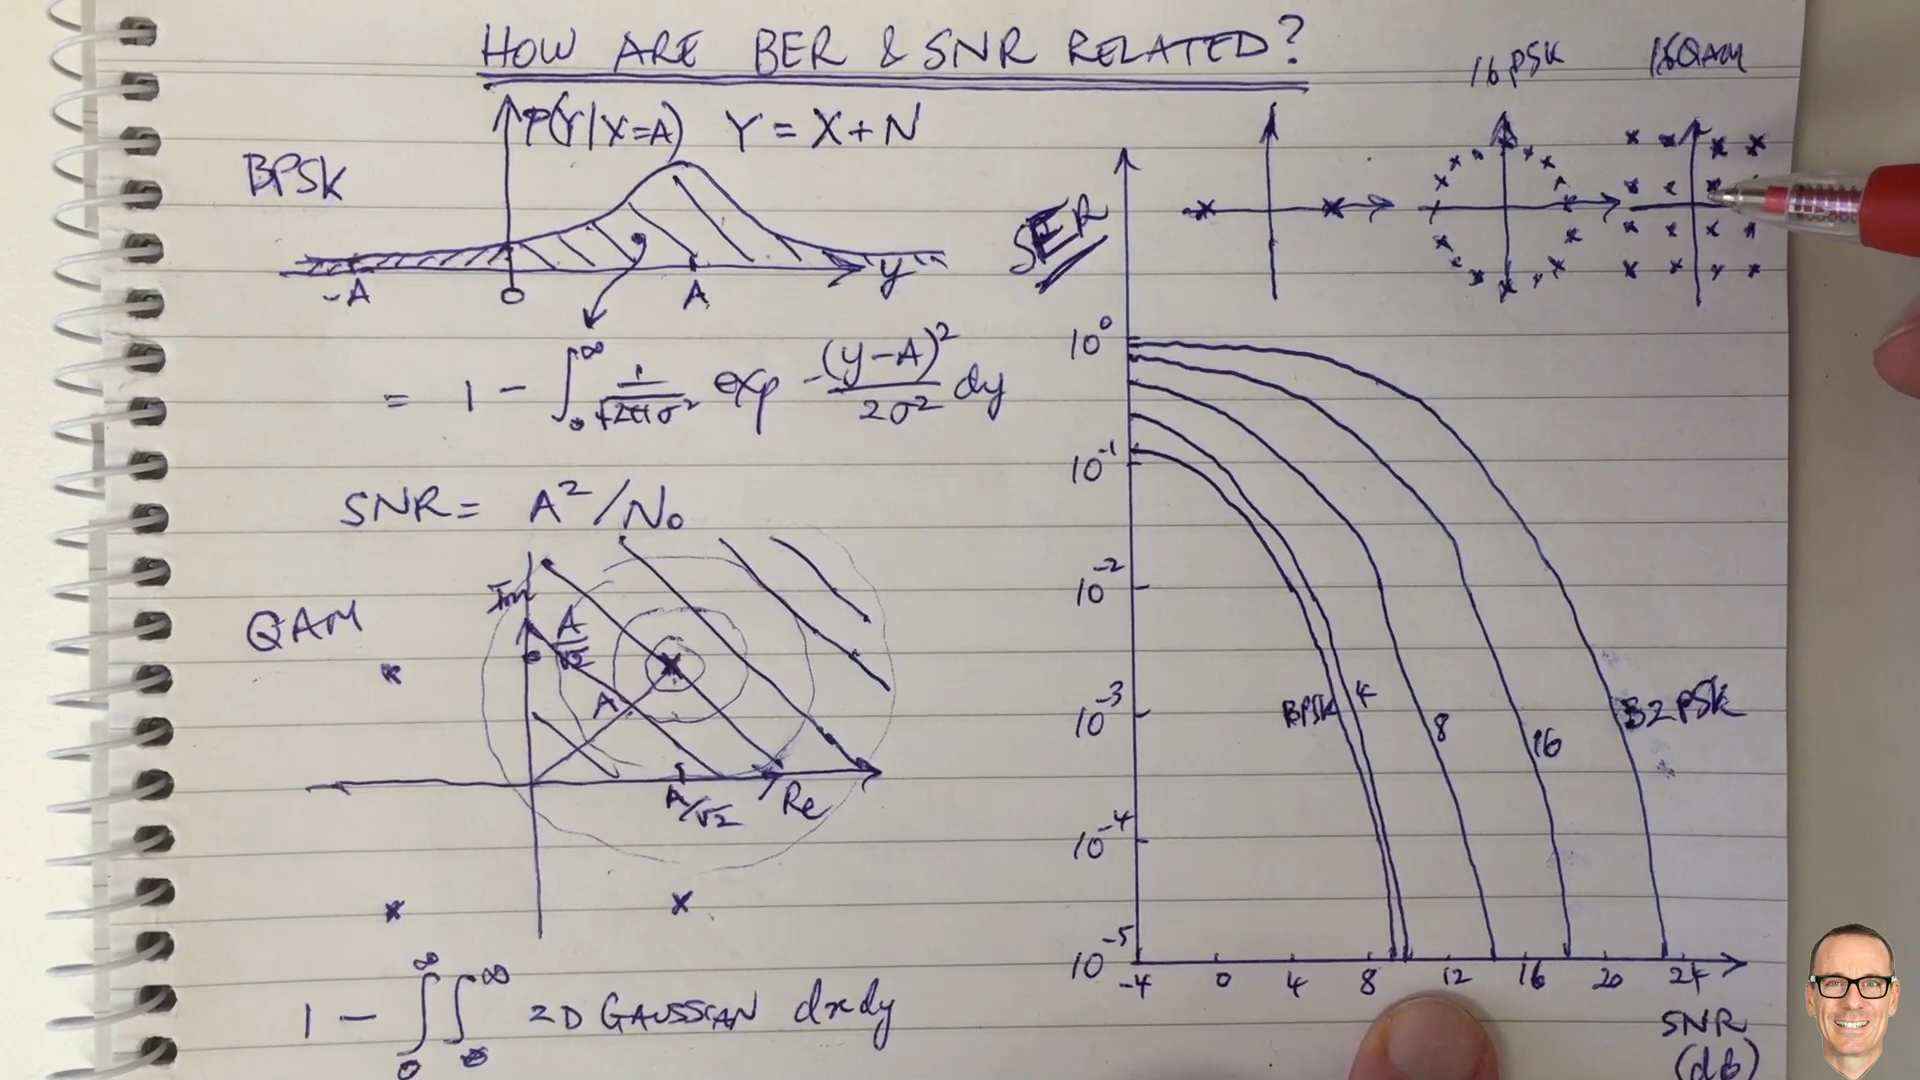 HOW ARE BER & SNR RELATED?
16PSK 16QAM
P(Y|X=A) Y = X+N
BPSK
-A 0 A y
= 1 - ∫₀^∞ 1/√2πσ² exp -(y-A)²/2σ² dy
SNR = A²/N₀
QAM
Im
A/√2
A
A/√2 Re
1 - ∫₀^∞ ∫₀^∞ 2D GAUSSIAN dxdy
SER
10⁰
10⁻¹
10⁻²
10⁻³
10⁻⁴
10⁻⁵
BPSK 4 8 16 32PSK
-4 0 4 8 12 16 20 24
SNR
(dB)